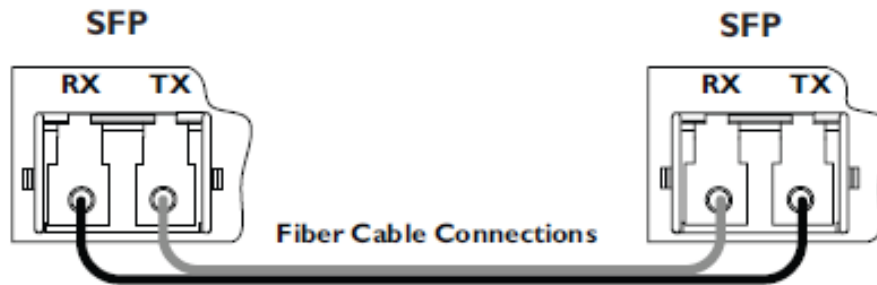 SFP SFP
RX TX RX TX
Fiber Cable Connections